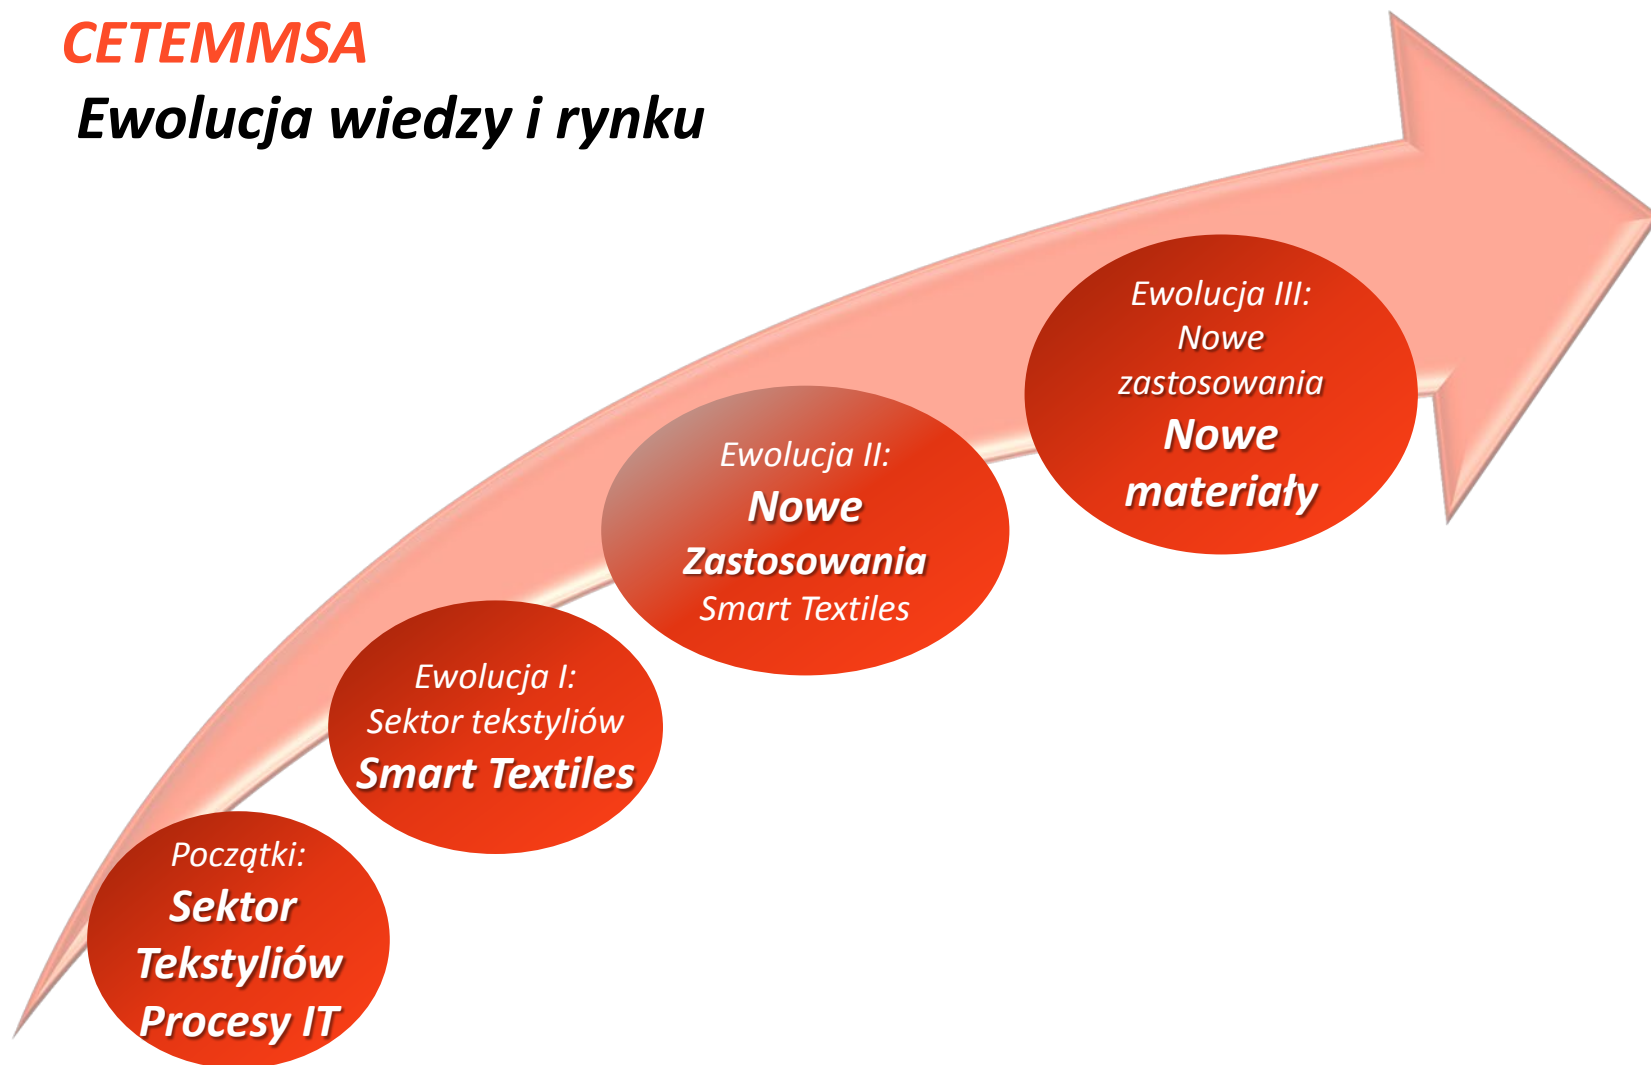 CETEMMSA
Ewolucja wiedzy i rynku
Ewolucja III:
Nowe
zastosowania
Nowe
materiały
Ewolucja II:
Nowe
Zastosowania
Smart Textiles
Ewolucja I:
Sektor tekstyliów
Smart Textiles
Początki:
Sektor
Tekstyliów
Procesy IT